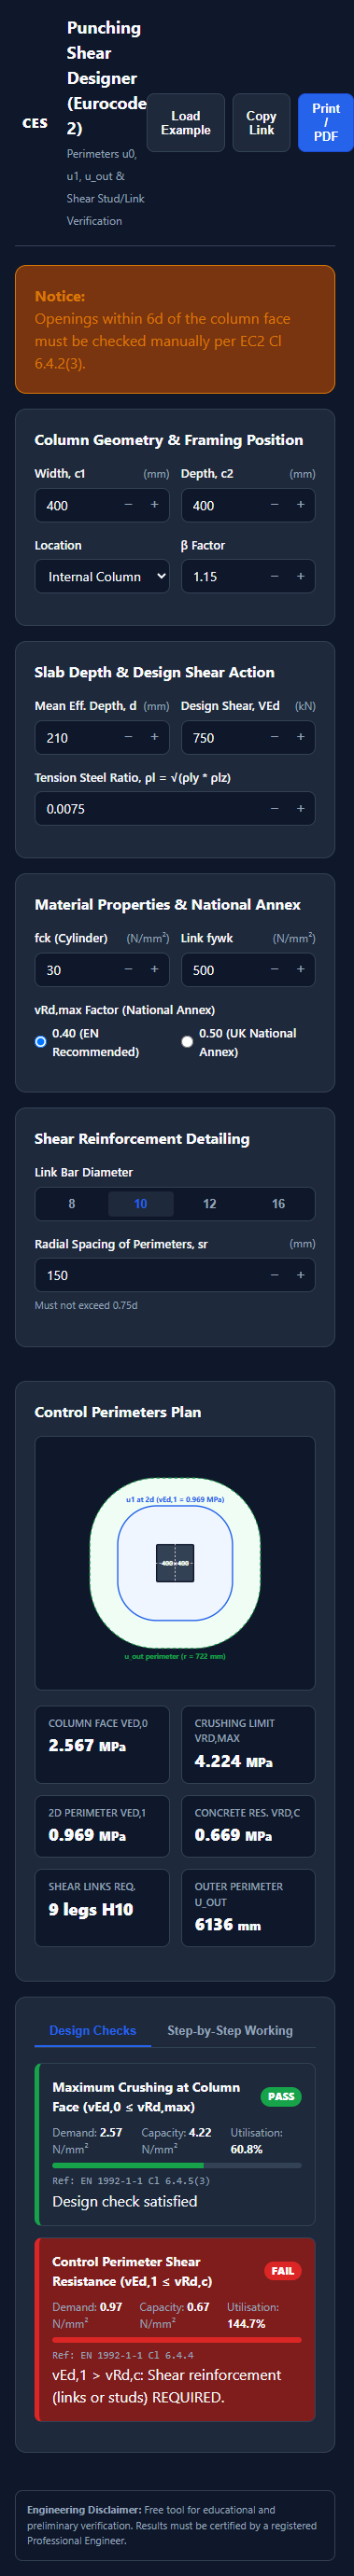 CES
Punching
Shear
Designer
(Eurocode
2)
Perimeters u0,
u1, u_out &
Shear Stud/Link
Verification
Load
Example
Copy
Link
Print
/
PDF
Notice:
Openings within 6d of the column face
must be checked manually per EC2 Cl
6.4.2(3).
Column Geometry & Framing Position
Width, c1 (mm) Depth, c2 (mm)
400 − + 400 − +
Location β Factor
Internal Column 1.15 − +
Slab Depth & Design Shear Action
Mean Eff. Depth, d (mm) Design Shear, VEd (kN)
210 − + 750 − +
Tension Steel Ratio, ρl = √(ρly * ρlz)
0.0075 − +
Material Properties & National Annex
fck (Cylinder) (N/mm²) Link fywk (N/mm²)
30 − + 500 − +
vRd,max Factor (National Annex)
0.40 (EN
Recommended)
0.50 (UK National
Annex)
Shear Reinforcement Detailing
Link Bar Diameter
8 10 12 16
Radial Spacing of Perimeters, sr (mm)
150 − +
Must not exceed 0.75d
Control Perimeters Plan
u1 at 2d (vEd,1 = 0.969 MPa)
400 400
u_out perimeter (r = 722 mm)
COLUMN FACE VED,0
2.567 MPa
CRUSHING LIMIT
VRD,MAX
4.224 MPa
2D PERIMETER VED,1
0.969 MPa
CONCRETE RES. VRD,C
0.669 MPa
SHEAR LINKS REQ.
9 legs H10
OUTER PERIMETER
U_OUT
6136 mm
Design Checks Step-by-Step Working
Maximum Crushing at Column
Face (vEd,0 ≤ vRd,max)
PASS
Demand: 2.57
N/mm²
Capacity: 4.22
N/mm²
Utilisation:
60.8%
Ref: EN 1992-1-1 Cl 6.4.5(3)
Design check satisfied
Control Perimeter Shear
Resistance (vEd,1 ≤ vRd,c)
FAIL
Demand: 0.97
N/mm²
Capacity: 0.67
N/mm²
Utilisation:
144.7%
Ref: EN 1992-1-1 Cl 6.4.4
vEd,1 > vRd,c: Shear reinforcement
(links or studs) REQUIRED.
Engineering Disclaimer: Free tool for educational and
preliminary verification. Results must be certified by a registered
Professional Engineer.